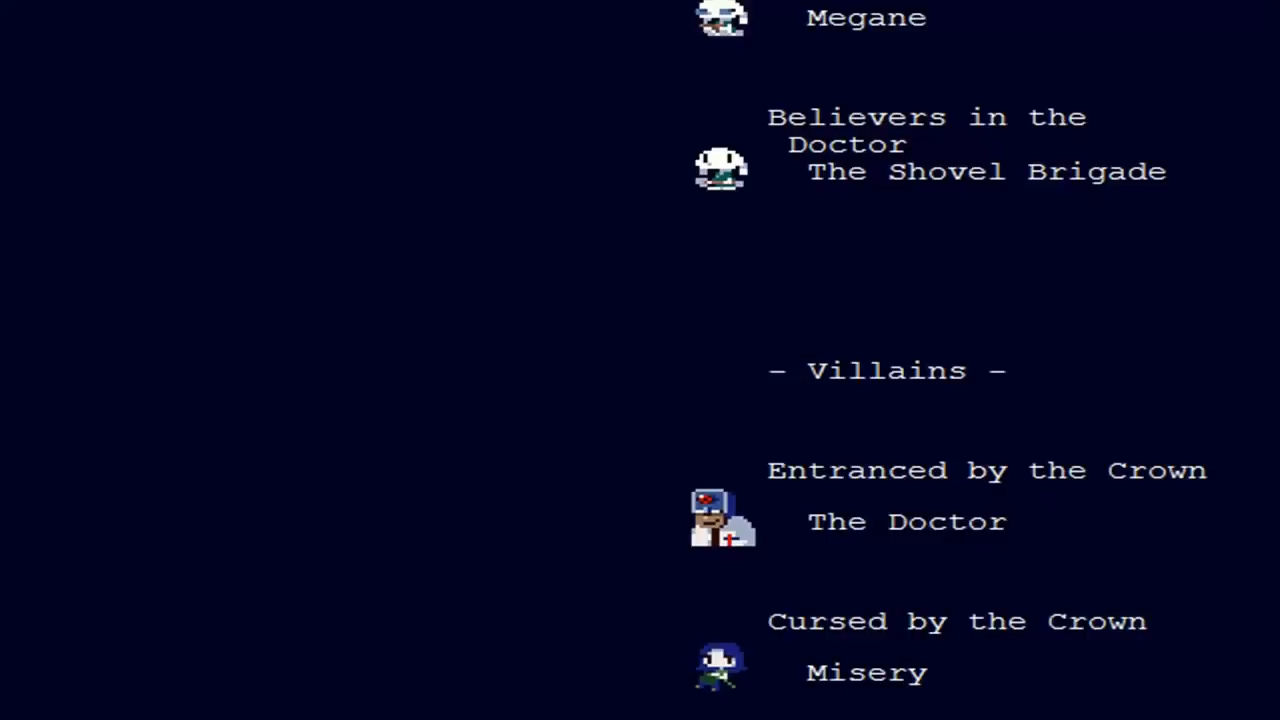 Megane
Believers in the
Doctor
The Shovel Brigade
- Villains -
Entranced by the Crown
The Doctor
Cursed by the Crown
Misery